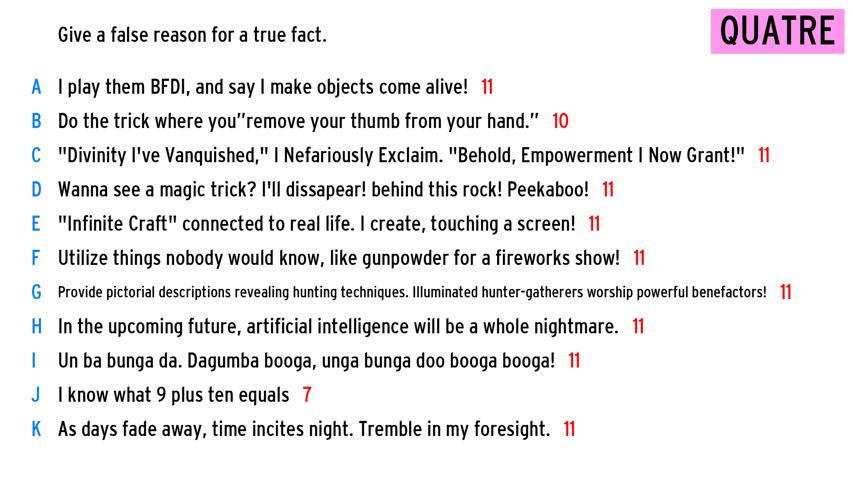 Give a false reason for a true fact.
QUATRE
A I play them BFDI, and say I make objects come alive! 11
B Do the trick where you"remove your thumb from your hand." 10
C "Divinity I've Vanquished," I Nefariously Exclaim. "Behold, Empowerment I Now Grant!" 11
D Wanna see a magic trick? I'll dissapear! behind this rock! Peekaboo! 11
E "Infinite Craft" connected to real life. I create, touching a screen! 11
F Utilize things nobody would know, like gunpowder for a fireworks show! 11
G Provide pictorial descriptions revealing hunting techniques. Illuminated hunter-gatherers worship powerful benefactors! 11
H In the upcoming future, artificial intelligence will be a whole nightmare. 11
I Un ba bunga da. Dagumba booga, unga bunga doo booga booga! 11
J I know what 9 plus ten equals 7
K As days fade away, time incites night. Tremble in my foresight. 11